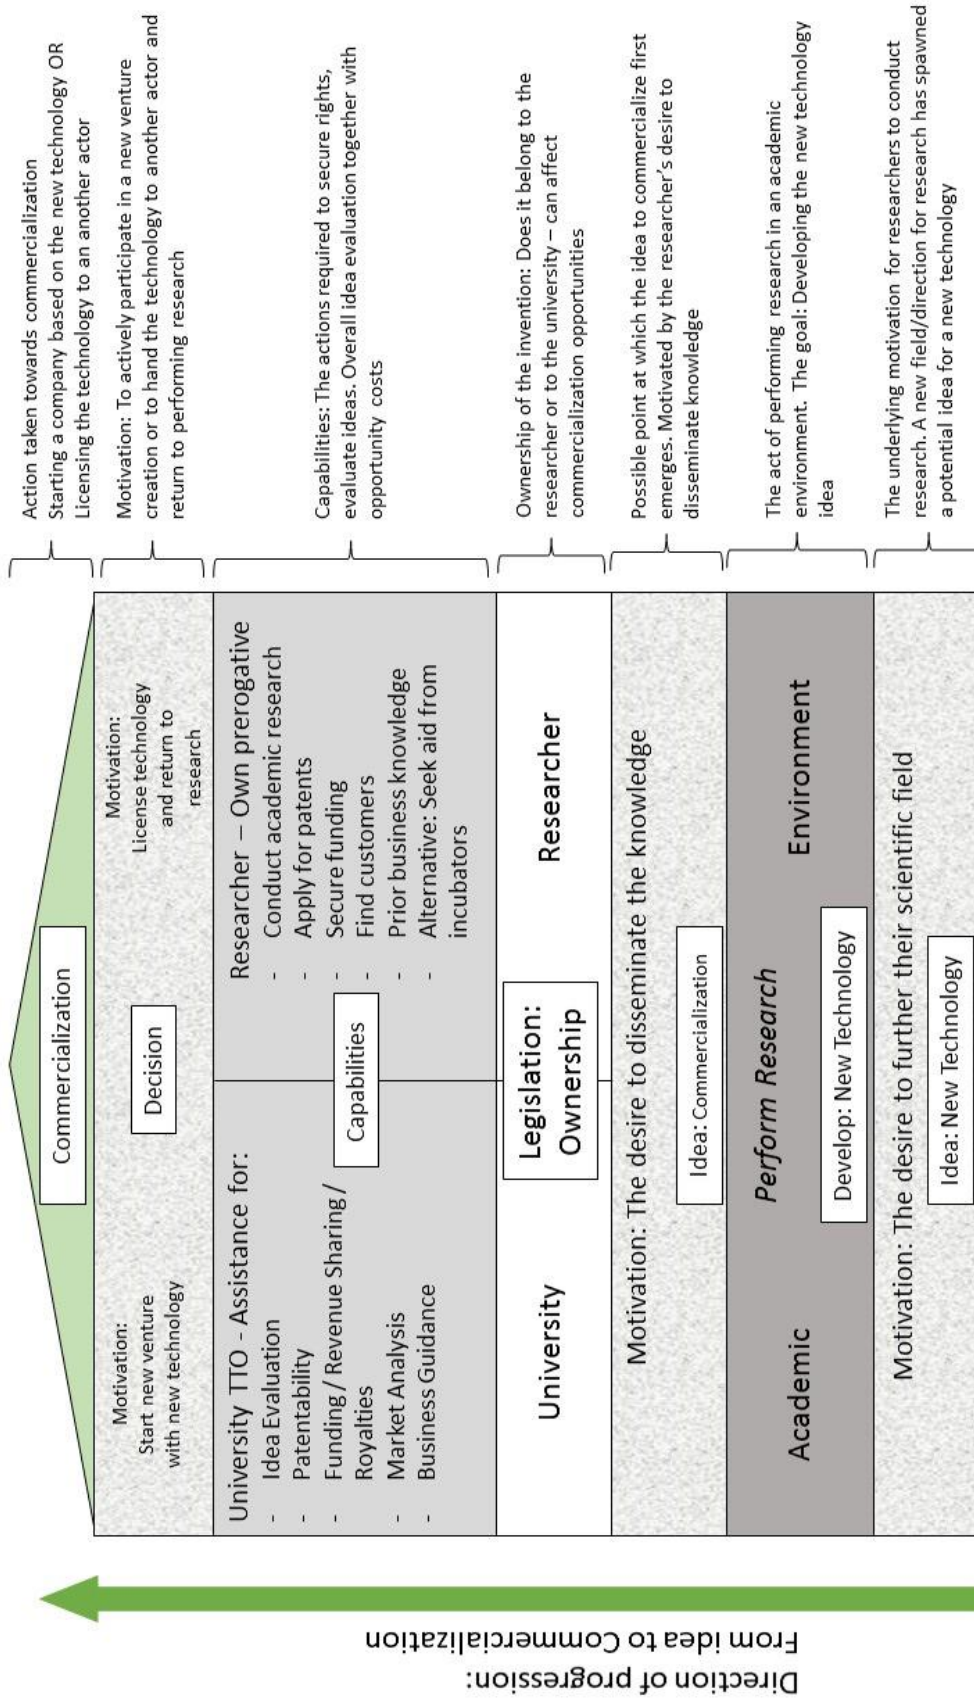 Commercialization
Action taken towards commercialization
Starting a company based on the new technology OR
Licensing the technology to an another actor
Motivation:
Start new venture
with new technology
Decision
Motivation:
License technology
and return to
research
Motivation: To actively participate in a new venture
creation or to hand the technology to another actor and
return to performing research
University TTO - Assistance for:
- Idea Evaluation
- Patentability
- Funding / Revenue Sharing /
Royalties
- Market Analysis
- Business Guidance
Capabilities
Researcher – Own prerogative
- Conduct academic research
- Apply for patents
- Secure funding
- Find customers
- Prior business knowledge
- Alternative: Seek aid from
incubators
Capabilities: The actions required to secure rights,
evaluate ideas. Overall idea evaluation together with
opportunity costs
University
Legislation:
Ownership
Researcher
Ownership of the invention: Does it belong to the
researcher or to the university – can affect
commercialization opportunities
Motivation: The desire to disseminate the knowledge
Idea: Commercialization
Possible point at which the idea to commercialize first
emerges. Motivated by the researcher's desire to
disseminate knowledge
Academic
Perform Research
Environment
Develop: New Technology
The act of performing research in an academic
environment. The goal: Developing the new technology
idea
Motivation: The desire to further their scientific field
Idea: New Technology
The underlying motivation for researchers to conduct
research. A new field/direction for research has spawned
a potential idea for a new technology
Direction of progression:
From idea to Commercialization